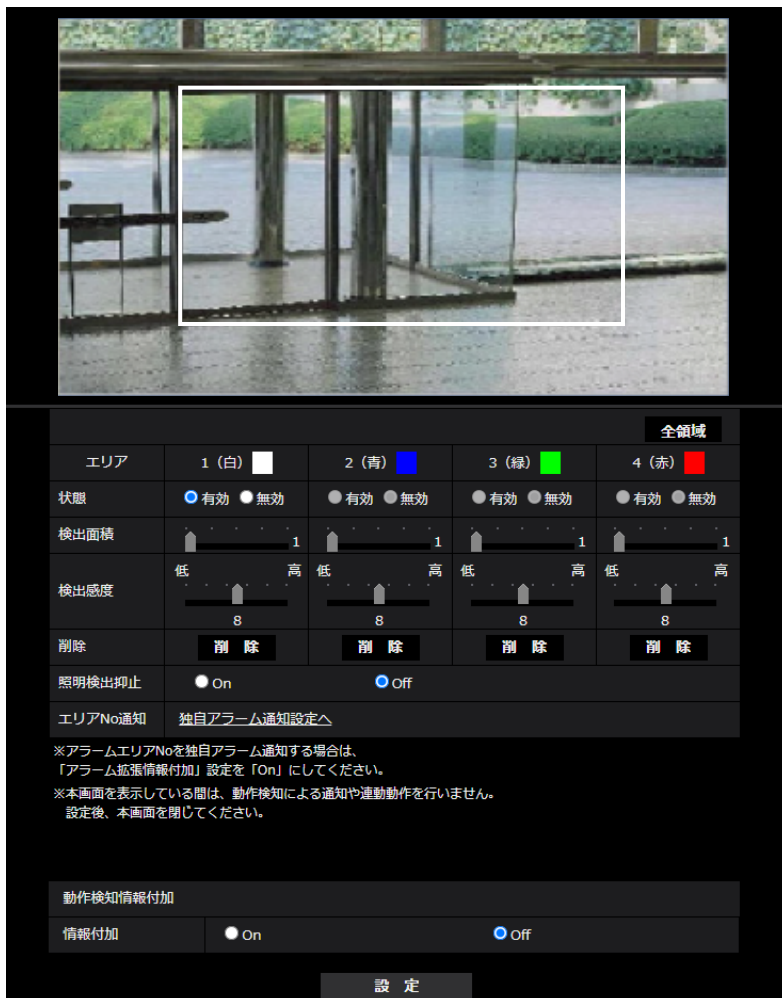 全領域
エリア 1（白） 2（青） 3（緑） 4（赤）
状態 有効 無効 有効 無効 有効 無効 有効 無効
検出面積 1 1 1 1
検出感度 低 高 低 高 低 高 低 高
8 8 8 8
削除 削 除 削 除 削 除 削 除
照明検出抑止 On Off
エリアNo通知 独自アラーム通知設定へ
※アラームエリアNoを独自アラーム通知する場合は、
「アラーム拡張情報付加」設定を「On」にしてください。
※本画面を表示している間は、動作検知による通知や連動動作を行いません。
設定後、本画面を閉じてください。
動作検知情報付加
情報付加 On Off
設 定